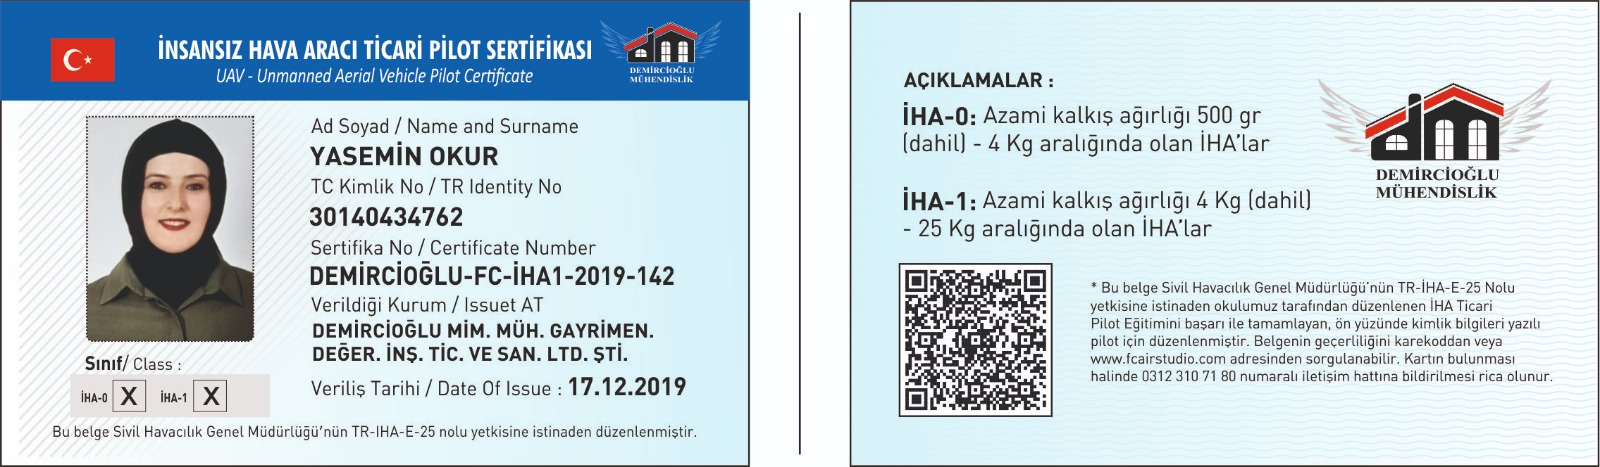 İNSANSIZ HAVA ARACI TİCARİ PİLOT SERTİFİKASI
UAV - Unmanned Aerial Vehicle Pilot Certificate
DEMİRCİOĞLU
MÜHENDİSLİK
Ad Soyad / Name and Surname
YASEMİN OKUR
TC Kimlik No / TR Identity No
30140434762
Sertifika No / Certificate Number
DEMİRCİOĞLU-FC-İHA1-2019-142
Verildiği Kurum / Issuet AT
DEMİRCİOĞLU MİM. MÜH. GAYRİMEN.
DEĞER. İNŞ. TİC. VE SAN. LTD. ŞTİ.
Veriliş Tarihi / Date Of Issue : 17.12.2019
Sınıf/ Class :
İHA-0 X İHA-1 X
Bu belge Sivil Havacılık Genel Müdürlüğü'nün TR-IHA-E-25 nolu yetkisine istinaden düzenlenmiştir.
AÇIKLAMALAR :
İHA-0: Azami kalkış ağırlığı 500 gr
(dahil) - 4 Kg aralığında olan İHA'lar
İHA-1: Azami kalkış ağırlığı 4 Kg (dahil)
- 25 Kg aralığında olan İHA'lar
DEMİRCİOĞLU
MÜHENDİSLİK
* Bu belge Sivil Havacılık Genel Müdürlüğü'nün TR-İHA-E-25 Nolu
yetkisine istinaden okulumuz tarafından düzenlenen İHA Ticari
Pilot Eğitimini başarı ile tamamlayan, ön yüzünde kimlik bilgileri yazılı
pilot için düzenlenmiştir. Belgenin geçerliliğini karekoddan veya
www.fcairstudio.com adresinden sorgulanabilir. Kartın bulunması
halinde 0312 310 71 80 numaralı iletişim hattına bildirilmesi rica olunur.